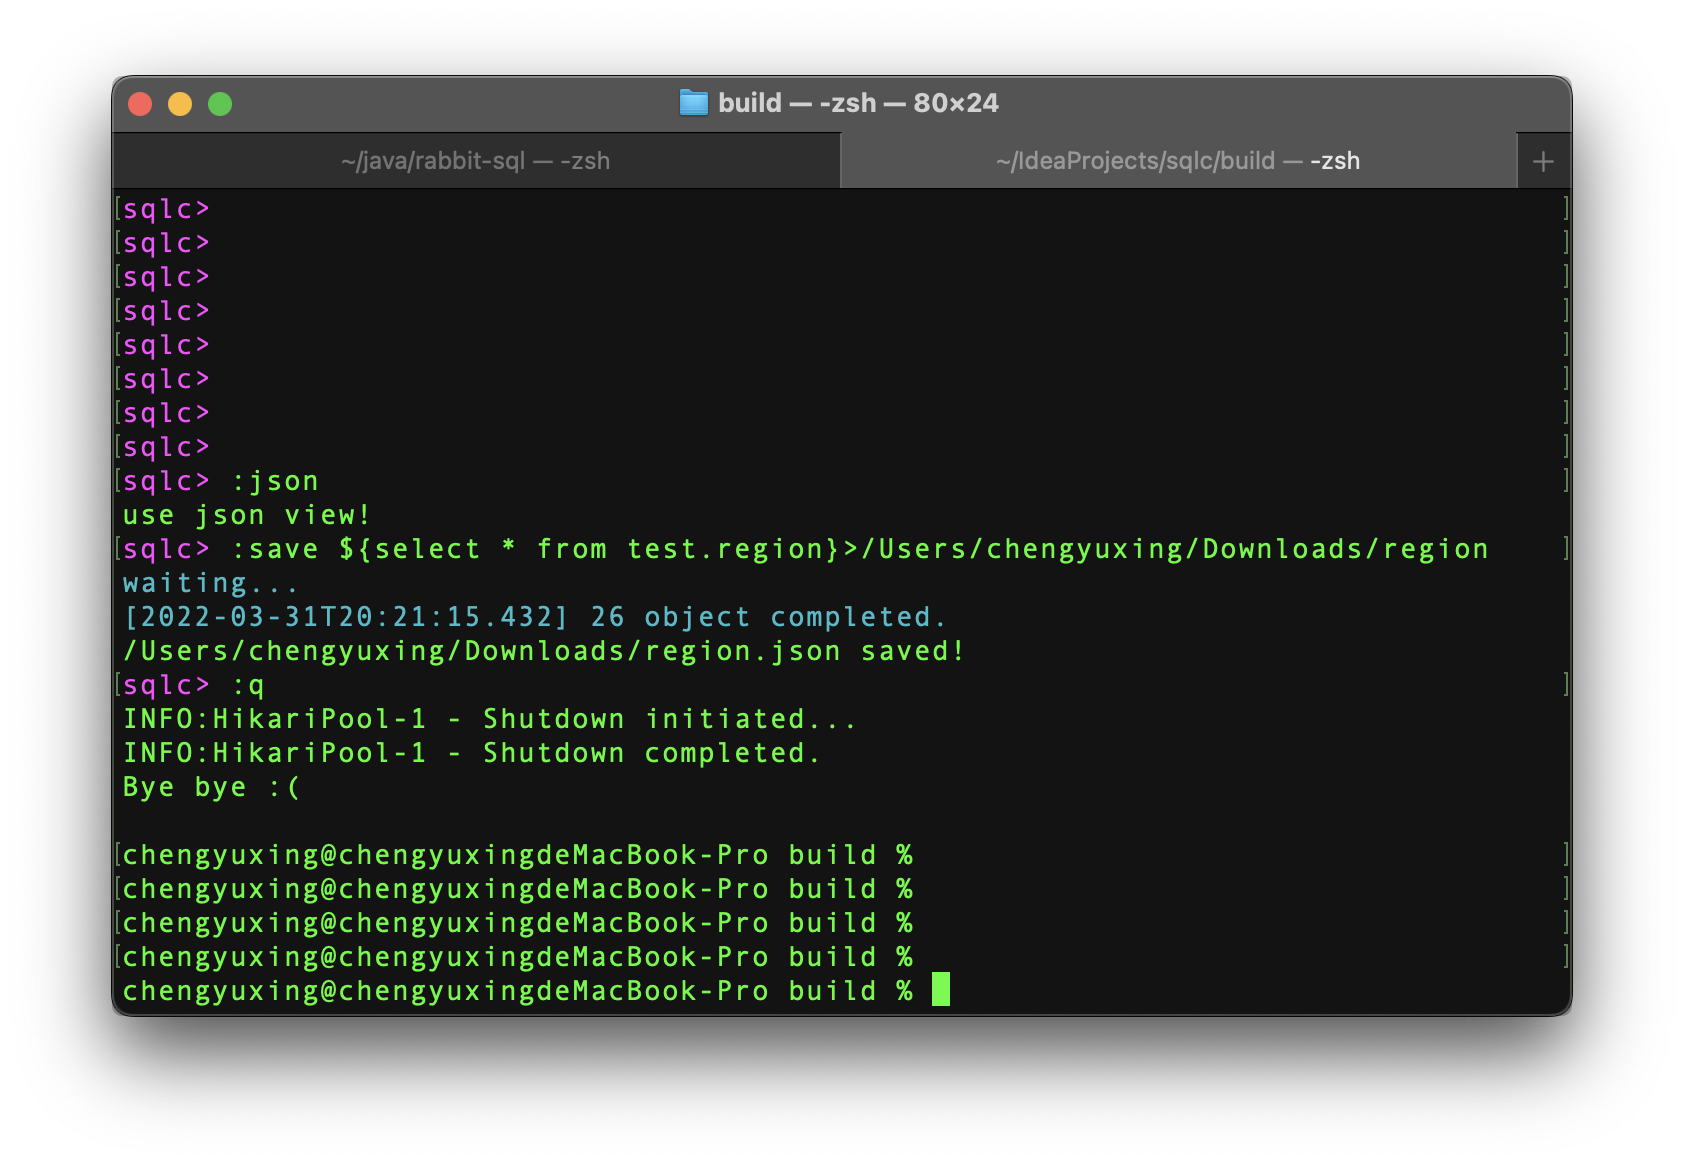 build — -zsh — 80×24
~/java/rabbit-sql — -zsh
~/IdeaProjects/sqlc/build — -zsh
+
[sqlc>]
[sqlc>]
[sqlc>]
[sqlc>]
[sqlc>]
[sqlc>]
[sqlc>]
[sqlc>]
[sqlc> :json]
use json view!
[sqlc> :save ${select * from test.region}>/Users/chengyuxing/Downloads/region]
waiting...
[2022-03-31T20:21:15.432] 26 object completed.
/Users/chengyuxing/Downloads/region.json saved!
[sqlc> :q]
INFO:HikariPool-1 - Shutdown initiated...
INFO:HikariPool-1 - Shutdown completed.
Bye bye :(
[chengyuxing@chengyuxingdeMacBook-Pro build %]
[chengyuxing@chengyuxingdeMacBook-Pro build %]
[chengyuxing@chengyuxingdeMacBook-Pro build %]
[chengyuxing@chengyuxingdeMacBook-Pro build %]
chengyuxing@chengyuxingdeMacBook-Pro build %